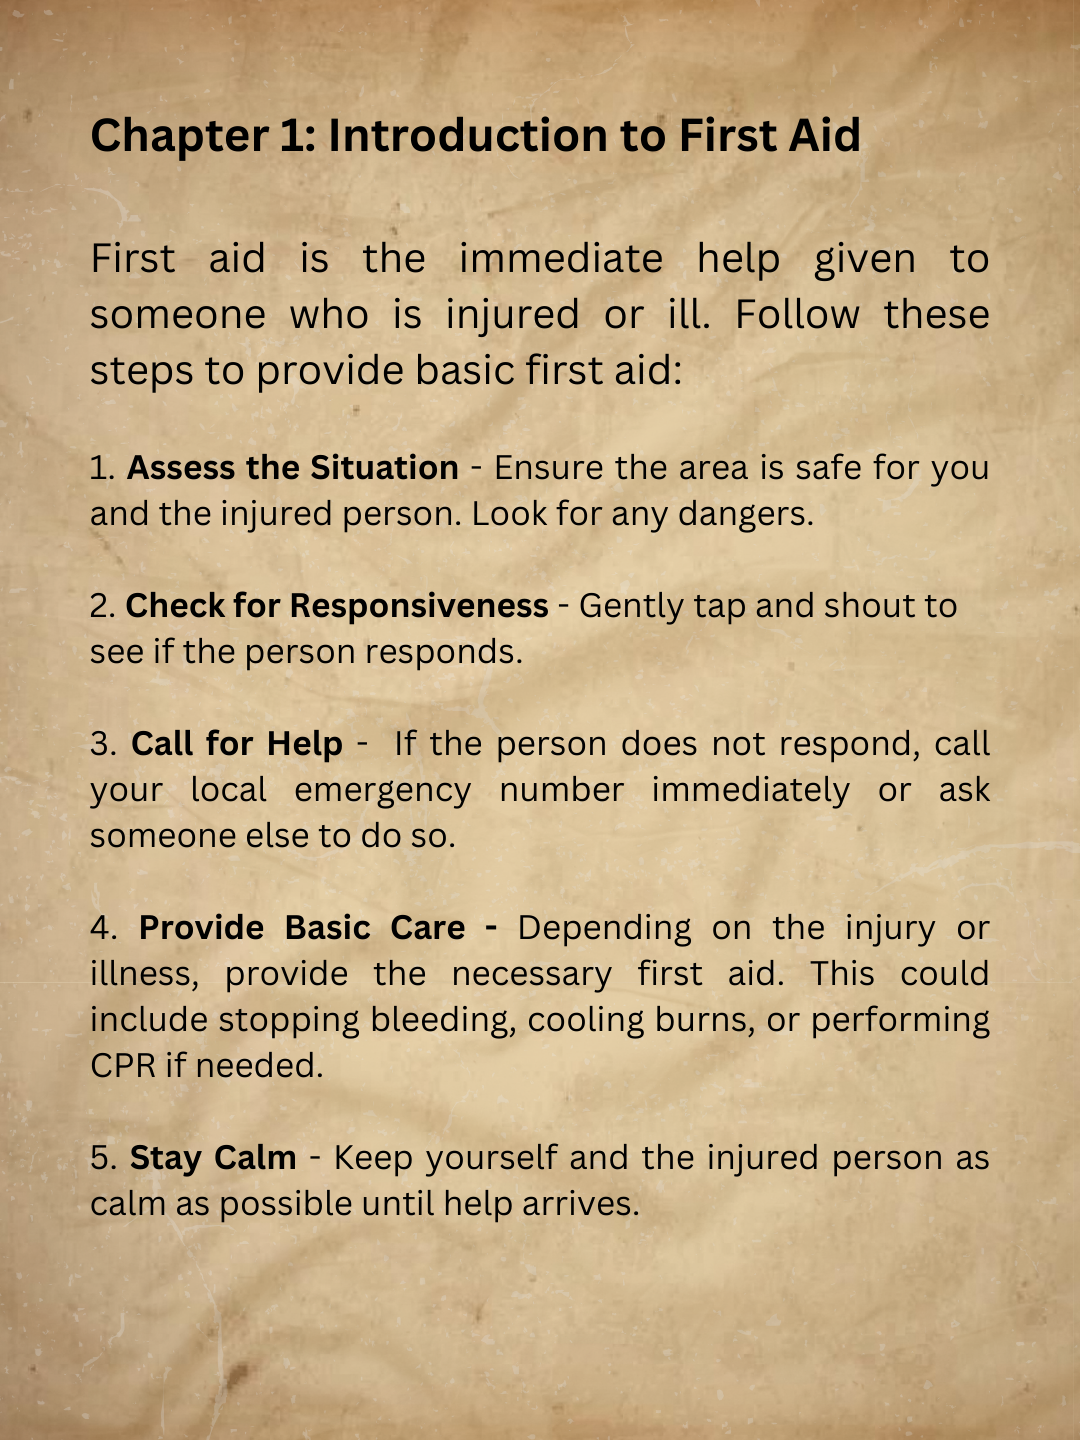 Chapter 1: Introduction to First Aid
First aid is the immediate help given to
someone who is injured or ill. Follow these
steps to provide basic first aid:
1. Assess the Situation - Ensure the area is safe for you
and the injured person. Look for any dangers.
2. Check for Responsiveness - Gently tap and shout to
see if the person responds.
3. Call for Help - If the person does not respond, call
your local emergency number immediately or ask
someone else to do so.
4. Provide Basic Care - Depending on the injury or
illness, provide the necessary first aid. This could
include stopping bleeding, cooling burns, or performing
CPR if needed.
5. Stay Calm - Keep yourself and the injured person as
calm as possible until help arrives.